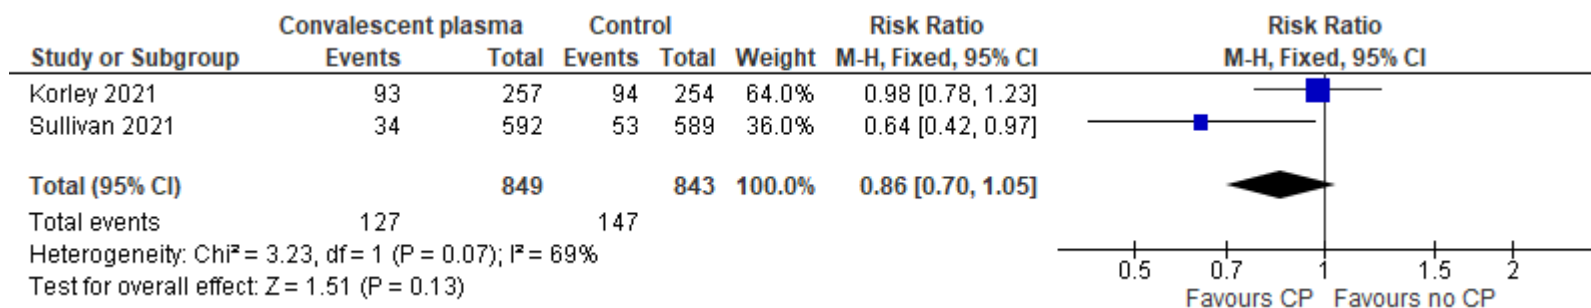 Convalescent plasma Control Risk Ratio Risk Ratio
Study or Subgroup Events Total Events Total Weight M-H, Fixed, 95% CI M-H, Fixed, 95% CI
Korley 2021 93 257 94 254 64.0% 0.98 [0.78, 1.23]
Sullivan 2021 34 592 53 589 36.0% 0.64 [0.42, 0.97]
Total (95% CI) 849 843 100.0% 0.86 [0.70, 1.05]
Total events 127 147
Heterogeneity: Chi² = 3.23, df = 1 (P = 0.07); I² = 69%
Test for overall effect: Z = 1.51 (P = 0.13)
0.5 0.7 1 1.5 2
Favours CP Favours no CP